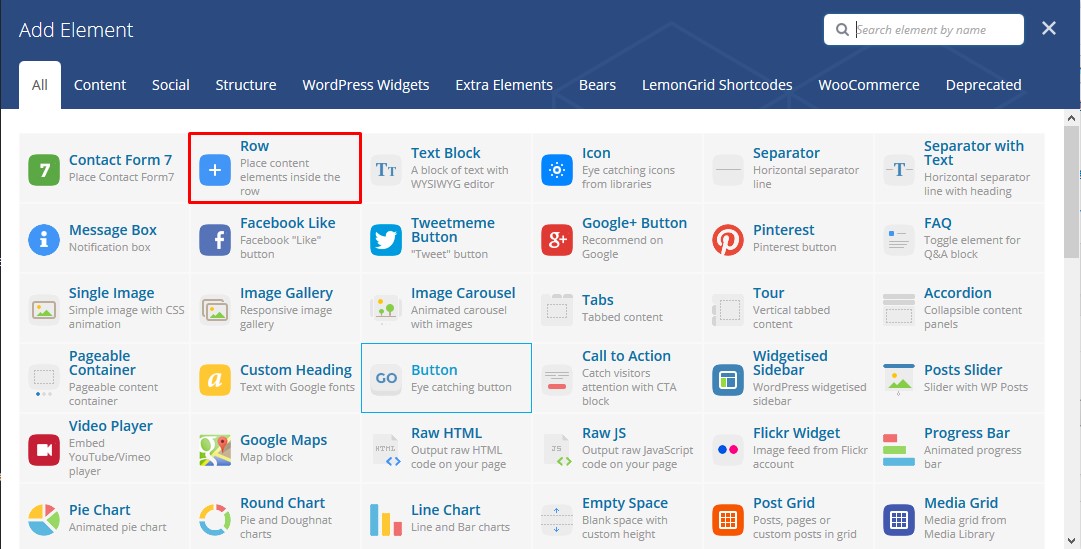 Add Element
Search element by name
All Content Social Structure WordPress Widgets Extra Elements Bears LemonGrid Shortcodes WooCommerce Deprecated
7
Contact Form 7
Place Contact Form7
Row
Place content
elements inside the
row
TT
Text Block
A block of text with
WYSIWYG editor
Icon
Eye catching icons
from libraries
Separator
Horizontal separator
line
T
Separator with
Text
Horizontal separator
line with heading
i
Message Box
Notification box
f
Facebook Like
Facebook "Like"
button
Tweetmeme
Button
"Tweet" button
g+
Google+ Button
Recommend on
Google
Pinterest
Pinterest button
FAQ
Toggle element for
Q&A block
Single Image
Simple image with CSS
animation
Image Gallery
Responsive image
gallery
Image Carousel
Animated carousel
with images
Tabs
Tabbed content
Tour
Vertical tabbed
content
Accordion
Collapsible content
panels
Pageable
Container
Pageable content
container
a
Custom Heading
Text with Google fonts
GO
Button
Eye catching button
Call to Action
Catch visitors
attention with CTA
block
Widgetised
Sidebar
WordPress widgetised
sidebar
Posts Slider
Slider with WP Posts
Video Player
Embed
YouTube/Vimeo
player
g
Google Maps
Map block
HTML
<>
Raw HTML
Output raw HTML
code on your page
JS
<>
Raw JS
Output raw JavaScript
code on your page
Flickr Widget
Image feed from Flickr
account
Progress Bar
Animated progress
bar
Pie Chart
Animated pie chart
Round Chart
Pie and Doughnat
charts
Line Chart
Line and Bar charts
Empty Space
Blank space with
custom height
Post Grid
Posts, pages or
custom posts in grid
Media Grid
Media grid from
Media Library